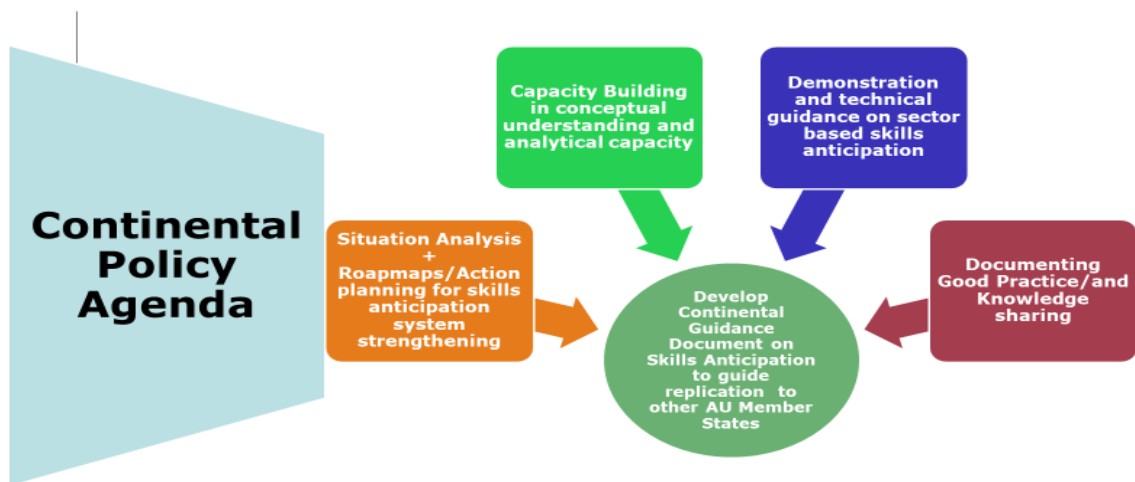 Continental
Policy
Agenda
Situation Analysis
+
Roapmaps/Action
planning for skills
anticipation
system
strengthening
Capacity Building
in conceptual
understanding and
analytical capacity
Demonstration
and technical
guidance on sector
based skills
anticipation
Documenting
Good Practice/and
Knowledge
sharing
Develop
Continental
Guidance
Document on
Skills Anticipation
to guide
replication to
other AU Member
States